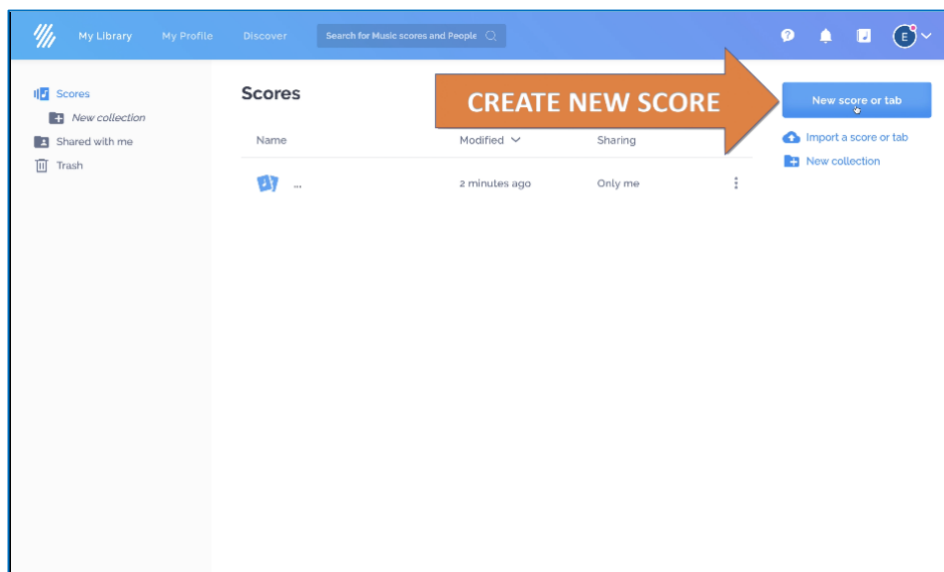 My Library My Profile Discover Search for Music scores and People E
Scores
New collection
Shared with me
Trash
Scores
CREATE NEW SCORE
Name Modified Sharing
... 2 minutes ago Only me
New score or tab
Import a score or tab
New collection